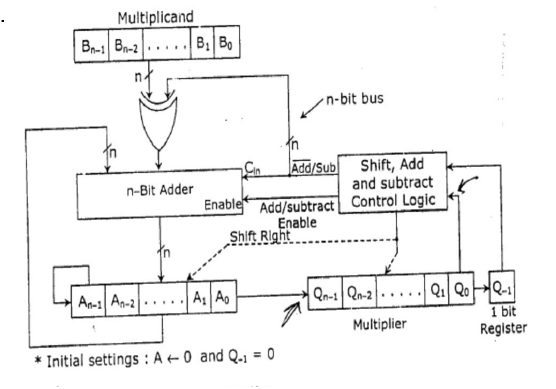 Multiplicand
Bn-1 Bn-2 ..... B1 B0
n
n-bit bus
n
n
Cin
Add/Sub
Shift, Add
and subtract
Control Logic
n-Bit Adder
Enable
Add/subtract
Enable
n
Shift Right
An-1 An-2 ..... A1 A0
Qn-1 Qn-2 ..... Q1 Q0
Q-1
Multiplier
1 bit
Register
* Initial settings : A ← 0 and Q-1 = 0